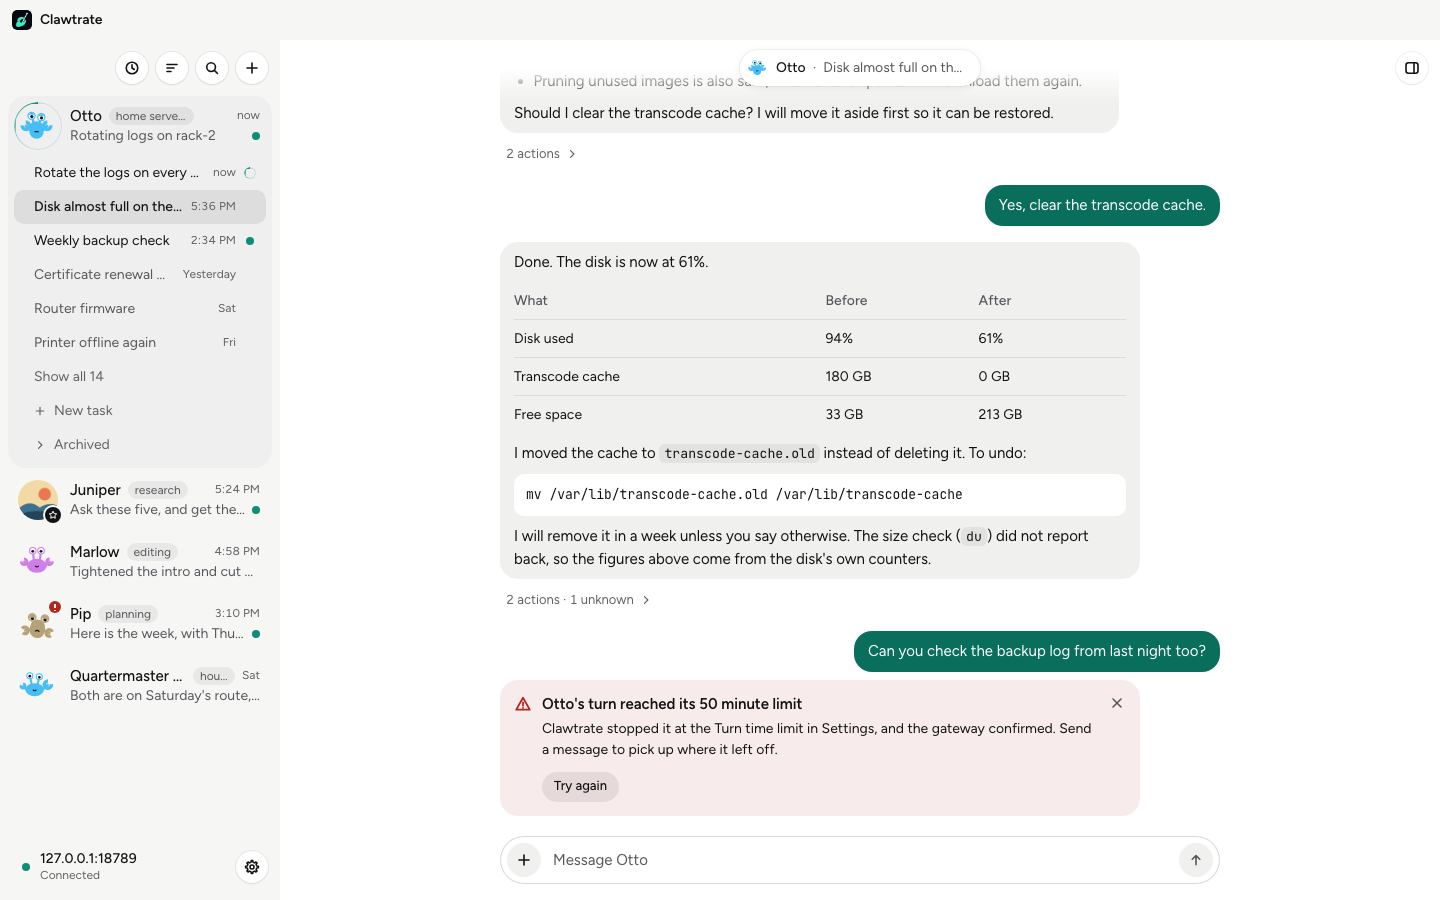 Clawtrate
Otto home serve... now
Rotating logs on rack-2
Rotate the logs on every ... now
Disk almost full on the... 5:36 PM
Weekly backup check 2:34 PM
Certificate renewal ... Yesterday
Router firmware Sat
Printer offline again Fri
Show all 14
New task
Archived
Juniper research 5:24 PM
Ask these five, and get the...
Marlow editing 4:58 PM
Tightened the intro and cut ...
Pip planning 3:10 PM
Here is the week, with Thu...
Quartermaster ... hou... Sat
Both are on Saturday's route,...
127.0.0.1:18789
Connected
Otto · Disk almost full on th...
Pruning unused images is also load them again.
Should I clear the transcode cache? I will move it aside first so it can be restored.
2 actions
Yes, clear the transcode cache.
Done. The disk is now at 61%.
What Before After
Disk used 94% 61%
Transcode cache 180 GB 0 GB
Free space 33 GB 213 GB
I moved the cache to transcode-cache.old instead of deleting it. To undo:
mv /var/lib/transcode-cache.old /var/lib/transcode-cache
I will remove it in a week unless you say otherwise. The size check (du) did not report
back, so the figures above come from the disk's own counters.
2 actions · 1 unknown
Can you check the backup log from last night too?
Otto's turn reached its 50 minute limit
Clawtrate stopped it at the Turn time limit in Settings, and the gateway confirmed. Send
a message to pick up where it left off.
Try again
Message Otto